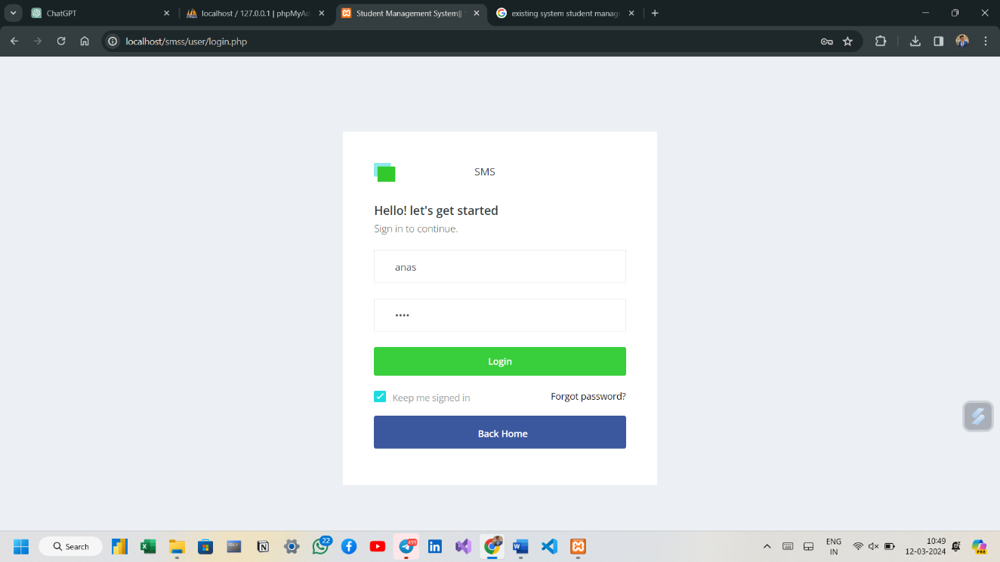 ChatGPT
localhost / 127.0.0.1 | phpMyAd
Student Management System||
existing system student manage
localhost/smss/user/login.php
SMS
Hello! let's get started
Sign in to continue.
anas
••••
Login
Keep me signed in
Forgot password?
Back Home
Search
22
499
ENG
IN
10:49
12-03-2024
PRE